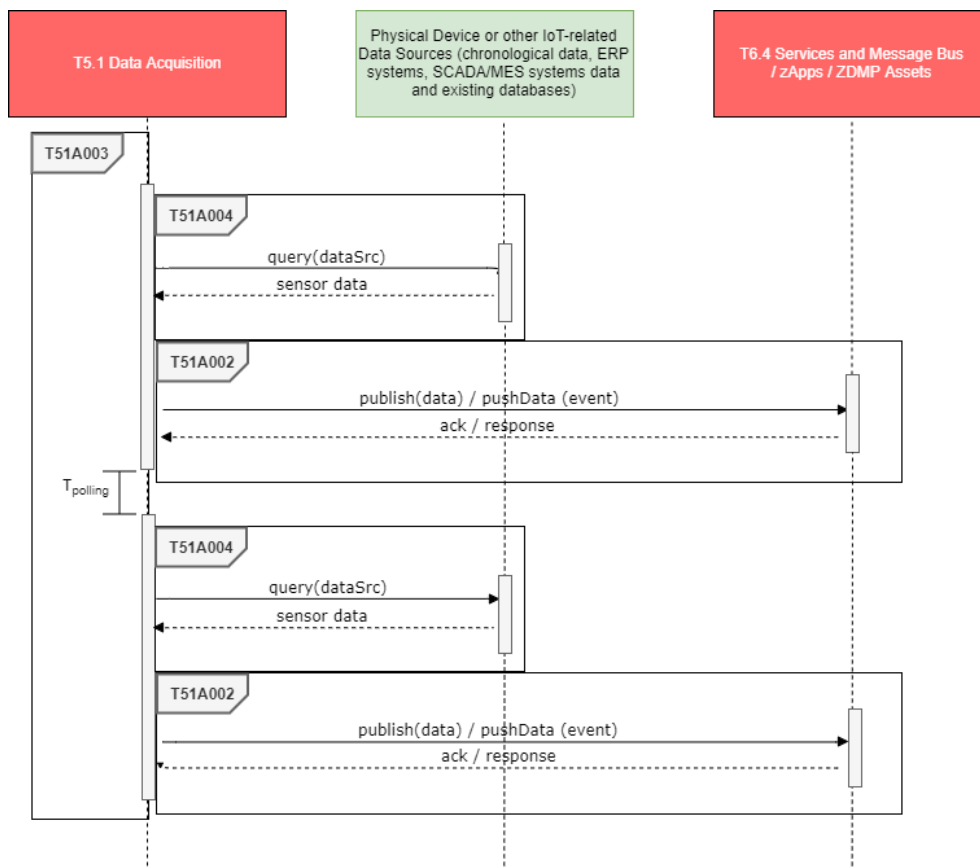 T5.1 Data Acquisition
Physical Device or other IoT-related
Data Sources (chronological data, ERP
systems, SCADA/MES systems data
and existing databases)
T6.4 Services and Message Bus
/ zApps / ZDMP Assets
T51A003
T51A004
query(dataSrc)
sensor data
T51A002
publish(data) / pushData (event)
ack / response
Tpolling
T51A004
query(dataSrc)
sensor data
T51A002
publish(data) / pushData (event)
ack / response